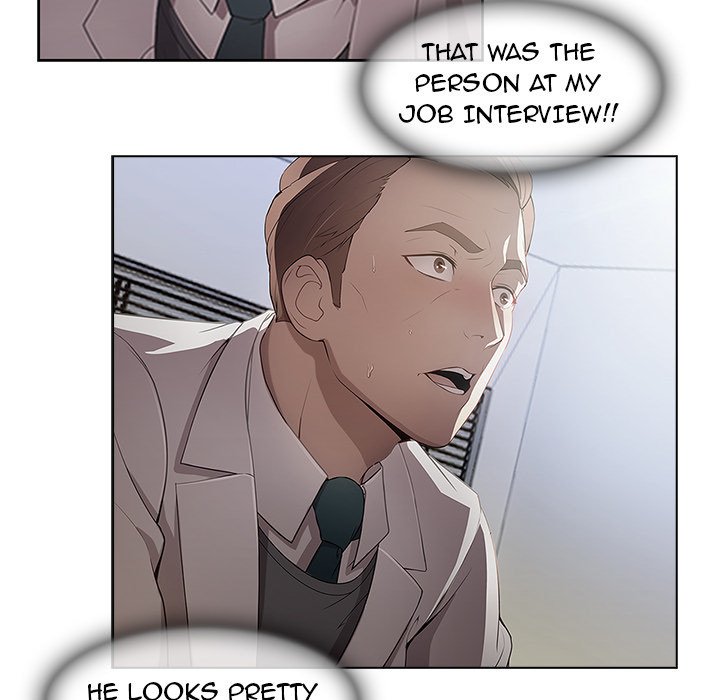 THAT WAS THE
PERSON AT MY
JOB INTERVIEW!!
HE LOOKS PRETTY